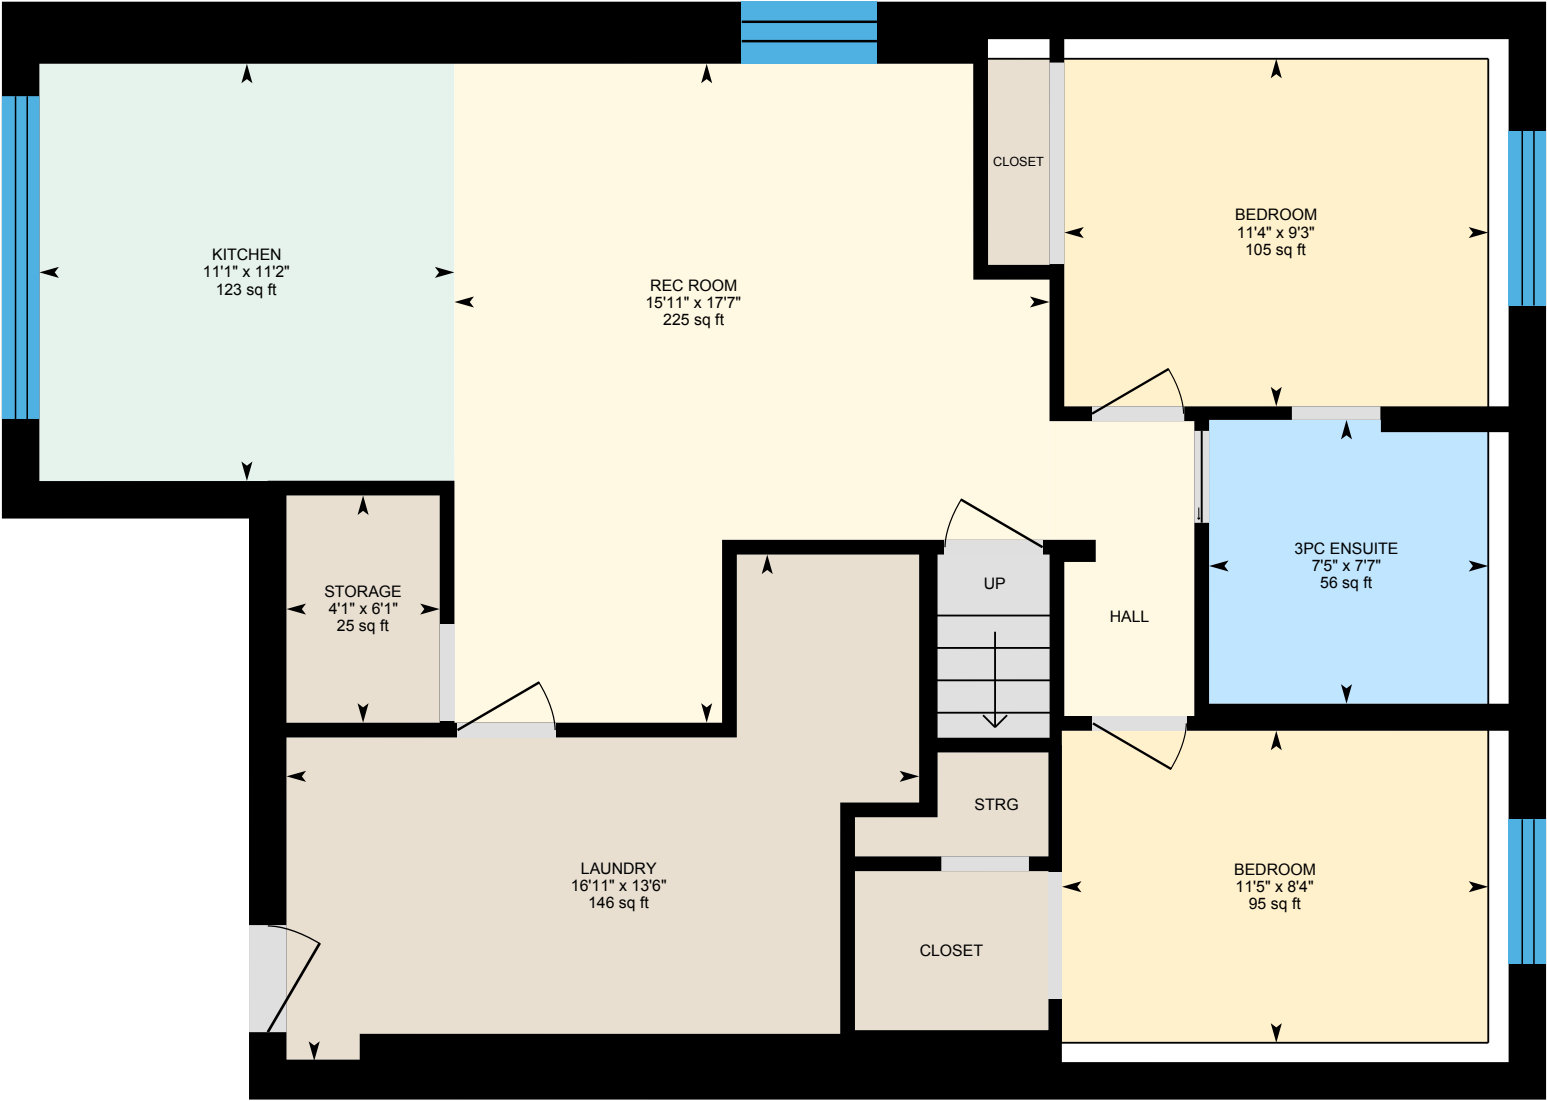 CLOSET
BEDROOM
11'4" x 9'3"
105 sq ft
KITCHEN
11'1" x 11'2"
123 sq ft
REC ROOM
15'11" x 17'7"
225 sq ft
STORAGE
4'1" x 6'1"
25 sq ft
UP
HALL
3PC ENSUITE
7'5" x 7'7"
56 sq ft
STRG
LAUNDRY
16'11" x 13'6"
146 sq ft
CLOSET
BEDROOM
11'5" x 8'4"
95 sq ft